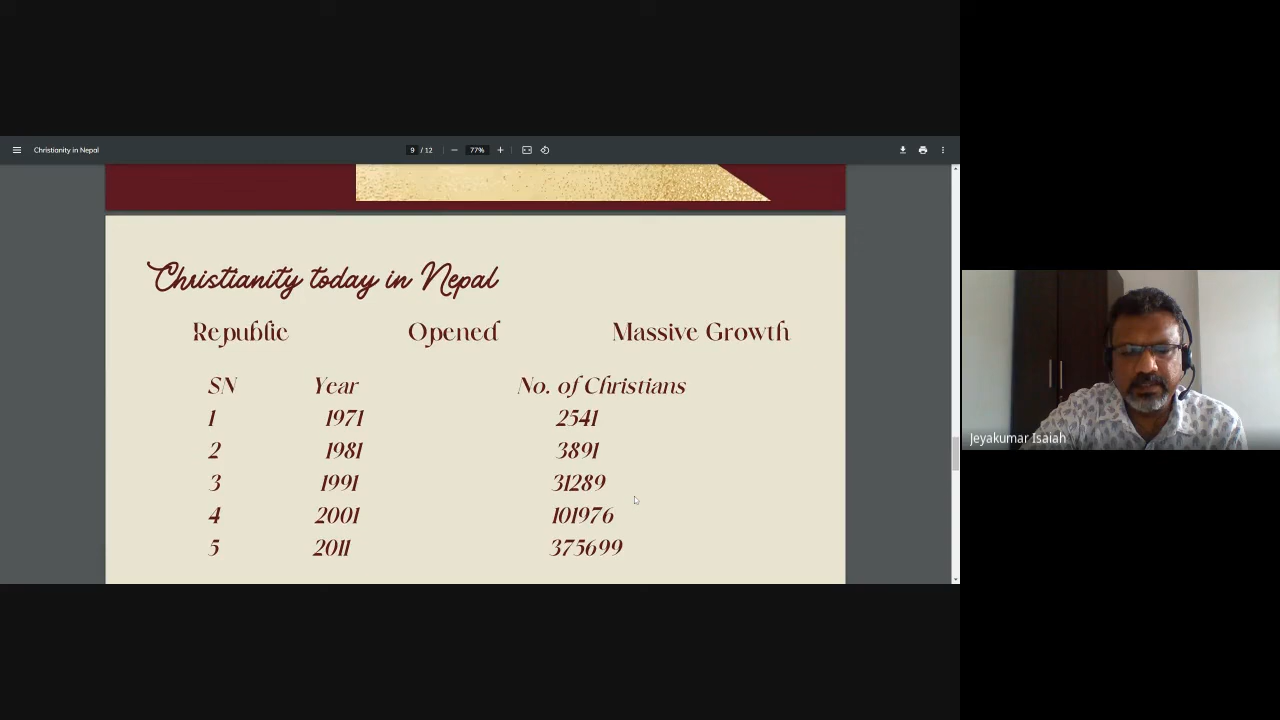 Christianity in Nepal
9 / 12
77%
Christianity today in Nepal
Republic Opened Massive Growth
SN Year No. of Christians
1 1971 2541
2 1981 3891
3 1991 31289
4 2001 101976
5 2011 375699
Jeyakumar Isaiah